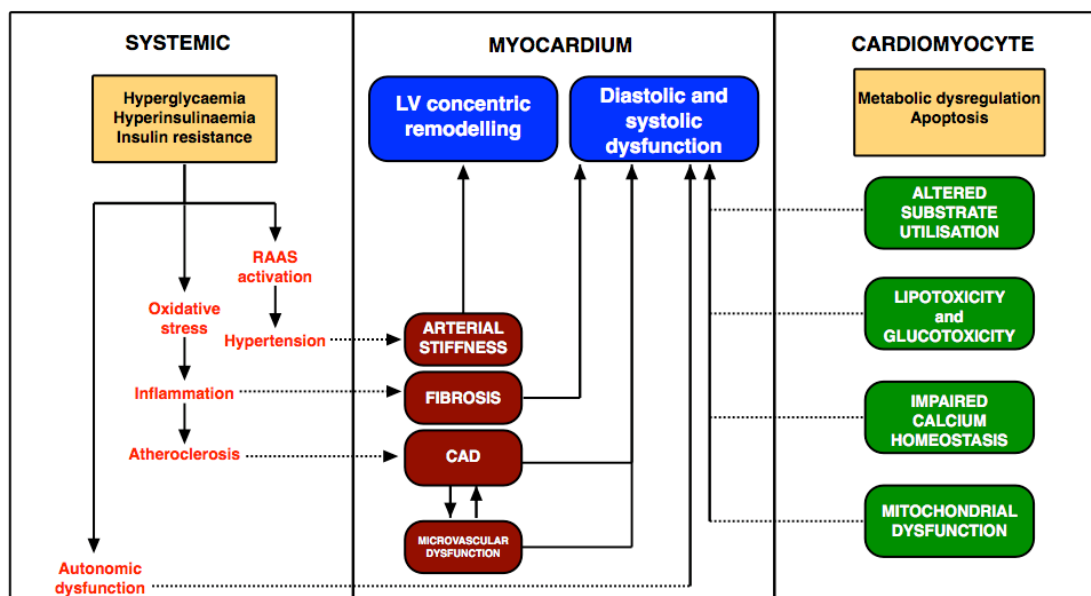 SYSTEMIC
Hyperglycaemia
Hyperinsulinaemia
Insulin resistance
RAAS
activation
Oxidative
stress
Hypertension
Inflammation
Atheroclerosis
Autonomic
dysfunction
MYOCARDIUM
LV concentric
remodelling
Diastolic and
systolic
dysfunction
ARTERIAL
STIFFNESS
FIBROSIS
CAD
MICROVASCULAR
DYSFUNCTION
CARDIOMYOCYTE
Metabolic dysregulation
Apoptosis
ALTERED
SUBSTRATE
UTILISATION
LIPOTOXICITY
and
GLUCOTOXICITY
IMPAIRED
CALCIUM
HOMEOSTASIS
MITOCHONDRIAL
DYSFUNCTION